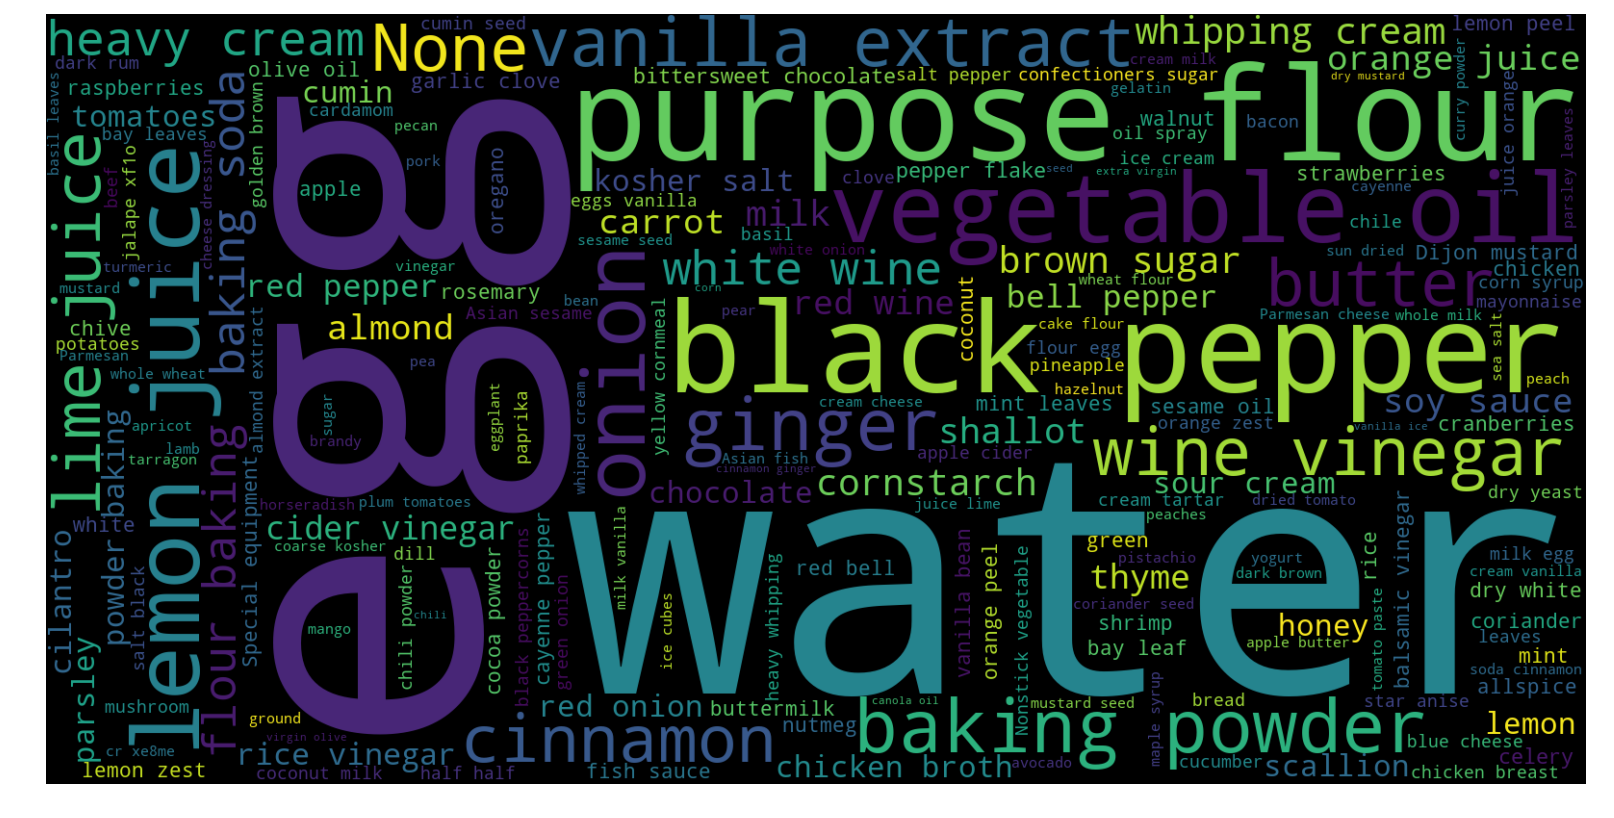 heavy cream
None
cumin seed
vanilla extract
whipping cream
lemon peel
dark rum
olive oil
garlic clove
cream milk
orange juice
raspberries
cumin
bittersweet chocolate
salt pepper
confectioners sugar
dry mustard
curry powder
basil leaves
tomatoes
baking soda
golden brown
cardamom
egg
purpose flour
gelatin
walnut
bacon
juice orange
bay leaves
pecan
oil spray
pork
pepper flake
seed
ice cream
extra virgin
strawberries
parsley leaves
lime juice
lemon juice
beef
jalape xf1o
cheese dressing
apple
oregano
kosher salt
clove
vegetable oil
cayenne
eggs vanilla
carrot
milk
chile
sesame seed
basil
white onion
sun dried
Dijon mustard
turmeric
vinegar
onion
white wine
brown sugar
wheat flour
butter
chicken
corn syrup
mustard
red pepper
rosemary
corn
red wine
bell pepper
mayonnaise
bean
Asian sesame
pear
coconut
Parmesan cheese
whole milk
chive
potatoes
almond
yellow cornmeal
black pepper
cake flour
sea salt
Parmesan
almond extract
pea
flour egg
pineapple
whole wheat
hazelnut
peach
sugar
eggplant
paprika
whipped cream
cream cheese
mint leaves
sesame oil
soy sauce
apricot
brandy
ginger
shallot
orange zest
vanilla ice
cranberries
lamb
tarragon
flour baking
Special equipment
Asian fish
apple cider
wine vinegar
powder baking
cinnamon ginger
horseradish
plum tomatoes
chocolate
cornstarch
sour cream
dry yeast
white
cider vinegar
juice lime
cream tartar
dried tomato
water
peaches
cilantro
salt black
coarse kosher
dill
chili powder
cocoa powder
black peppercorns
cayenne pepper
green onion
milk vanilla
ice cubes
heavy whipping
red bell
vanilla bean
orange peel
Nonstick vegetable
green
pistachio
yogurt
dark brown
rice
balsamic vinegar
milk egg
cream vanilla
thyme
dry white
chili
mango
coriander seed
shrimp
honey
coriander
leaves
parsley
bay leaf
apple butter
tomato paste
mint
soda cinnamon
allspice
mushroom
red onion
buttermilk
canola oil
mustard seed
maple syrup
bread
star anise
ground
nutmeg
baking powder
lemon
virgin olive
cr xe8me
rice vinegar
cinnamon
blue cheese
celery
lemon zest
coconut milk
half half
fish sauce
chicken broth
avocado
cucumber
scallion
chicken breast